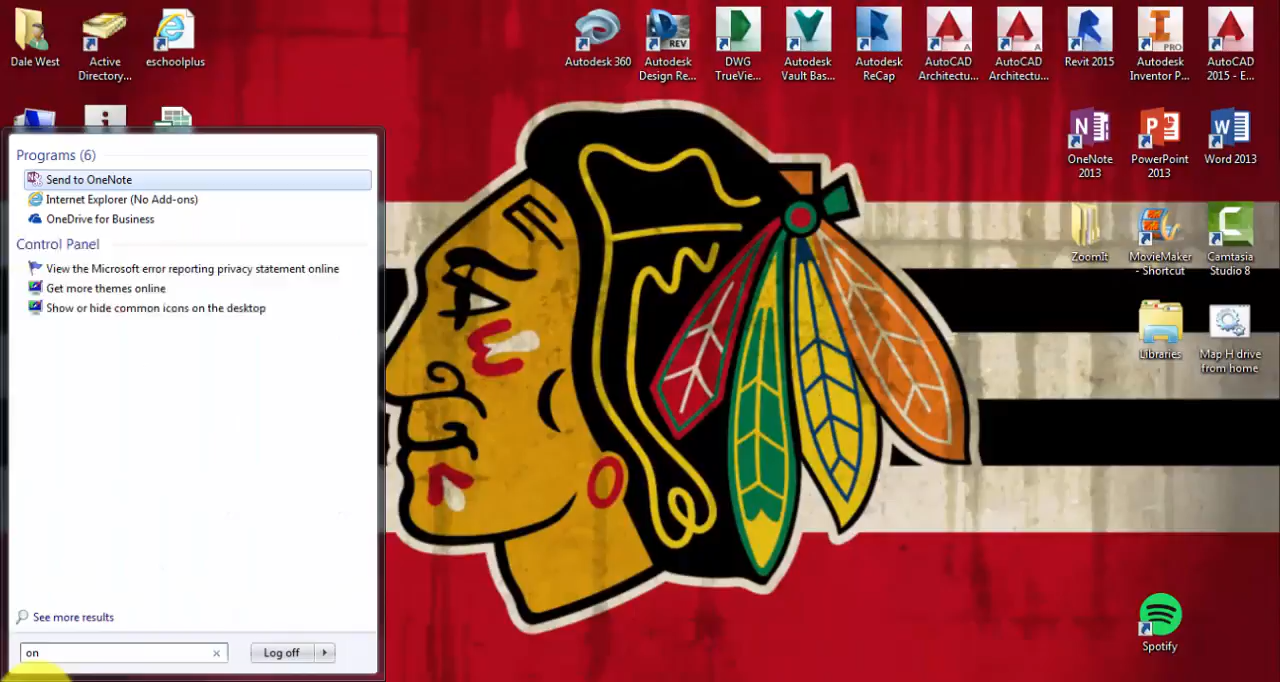 Dale West
Active
Directory...
eschoolplus
Autodesk 360
Autodesk
Design Re...
DWG
TrueVie...
Autodesk
Vault Bas...
Autodesk
ReCap
AutoCAD
Architectu...
AutoCAD
Architectu...
Revit 2015
Autodesk
Inventor P...
AutoCAD
2015 - E...
OneNote
2013
PowerPoint
2013
Word 2013
ZoomIt
MovieMaker
- Shortcut
Camtasia
Studio 8
Libraries
Map H drive
from home
Spotify
Programs (6)
Send to OneNote
Internet Explorer (No Add-ons)
OneDrive for Business
Control Panel
View the Microsoft error reporting privacy statement online
Get more themes online
Show or hide common icons on the desktop
See more results
on
Log off